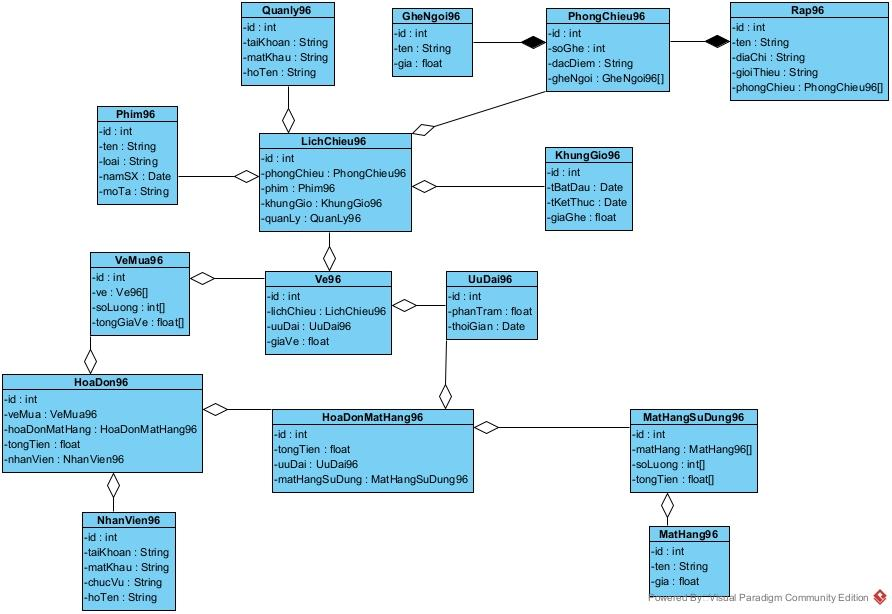 Quanly96
-id : int
-taiKhoan : String
-matKhau : String
-hoTen : String
GheNgoi96
-id : int
-ten : String
-gia : float
PhongChieu96
-id : int
-soGhe : int
-dacDiem : String
-gheNgoi : GheNgoi96[]
Rap96
-id : int
-ten : String
-diaChi : String
-gioiThieu : String
-phongChieu : PhongChieu96[]
Phim96
-id : int
-ten : String
-loai : String
-namSX : Date
-moTa : String
LichChieu96
-id : int
-phongChieu : PhongChieu96
-phim : Phim96
-khungGio : KhungGio96
-quanLy : QuanLy96
KhungGio96
-id : int
-tBatDau : Date
-tKetThuc : Date
-giaGhe : float
VeMua96
-id : int
-ve : Ve96[]
-soLuong : int[]
-tongGiaVe : float[]
Ve96
-id : int
-lichChieu : LichChieu96
-uuDai : UuDai96
-giaVe : float
UuDai96
-id : int
-phanTram : float
-thoiGian : Date
HoaDon96
-id : int
-veMua : VeMua96
-hoaDonMatHang : HoaDonMatHang96
-tongTien : float
-nhanVien : NhanVien96
HoaDonMatHang96
-id : int
-tongTien : float
-uuDai : UuDai96
-matHangSuDung : MatHangSuDung96
MatHangSuDung96
-id : int
-matHang : MatHang96[]
-soLuong : int[]
-tongTien : float[]
NhanVien96
-id : int
-taiKhoan : String
-matKhau : String
-chucVu : String
-hoTen : String
MatHang96
-id : int
-ten : String
-gia : float
Powered By: Visual Paradigm Community Edition